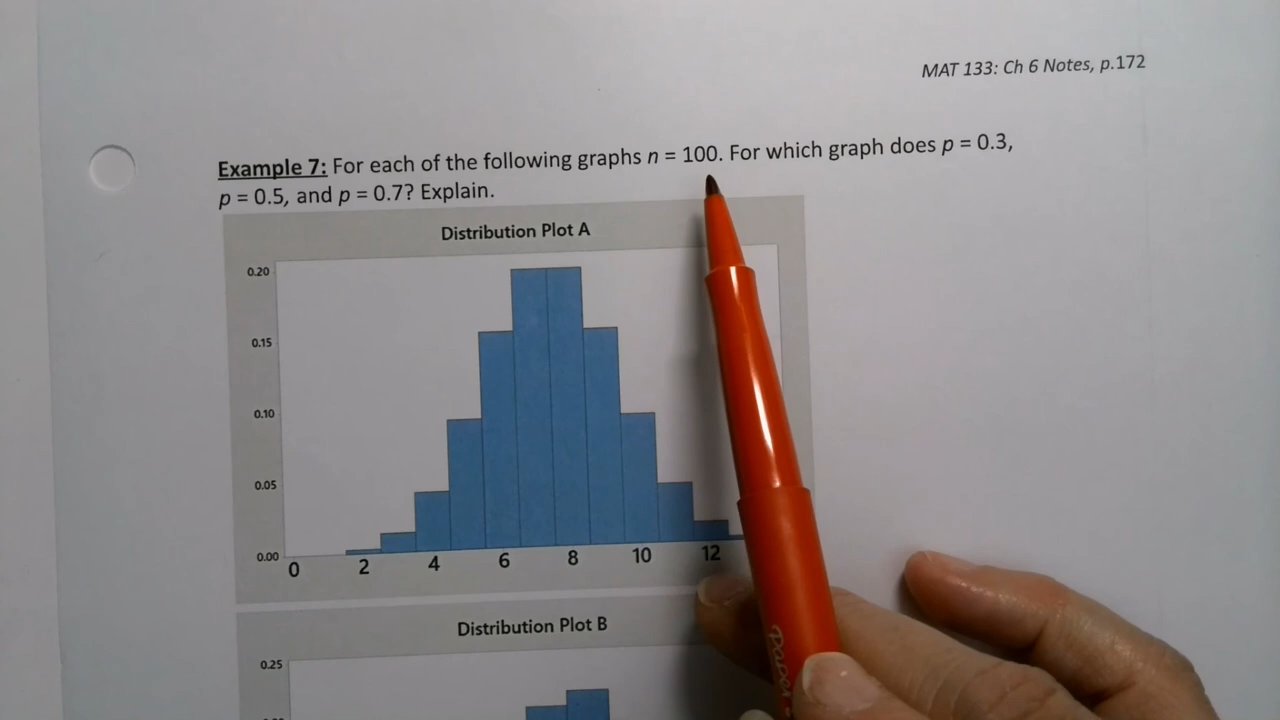 MAT 133: Ch 6 Notes, p.172
Example 7: For each of the following graphs n = 100. For which graph does p = 0.3,
p = 0.5, and p = 0.7? Explain.
Distribution Plot A
0.20
0.15
0.10
0.05
0.00
0 2 4 6 8 10 12
Distribution Plot B
0.25
Paper